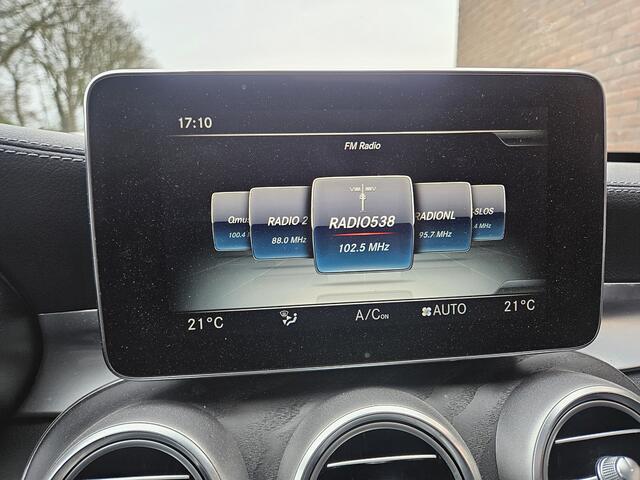 17:10
FM Radio
Qmus RADIO 2 RADIO538 RADIONL -SLOS
100.4 88.0 MHz 102.5 MHz 95.7 MHz 4 MHz
21°C A/C ON AUTO 21°C